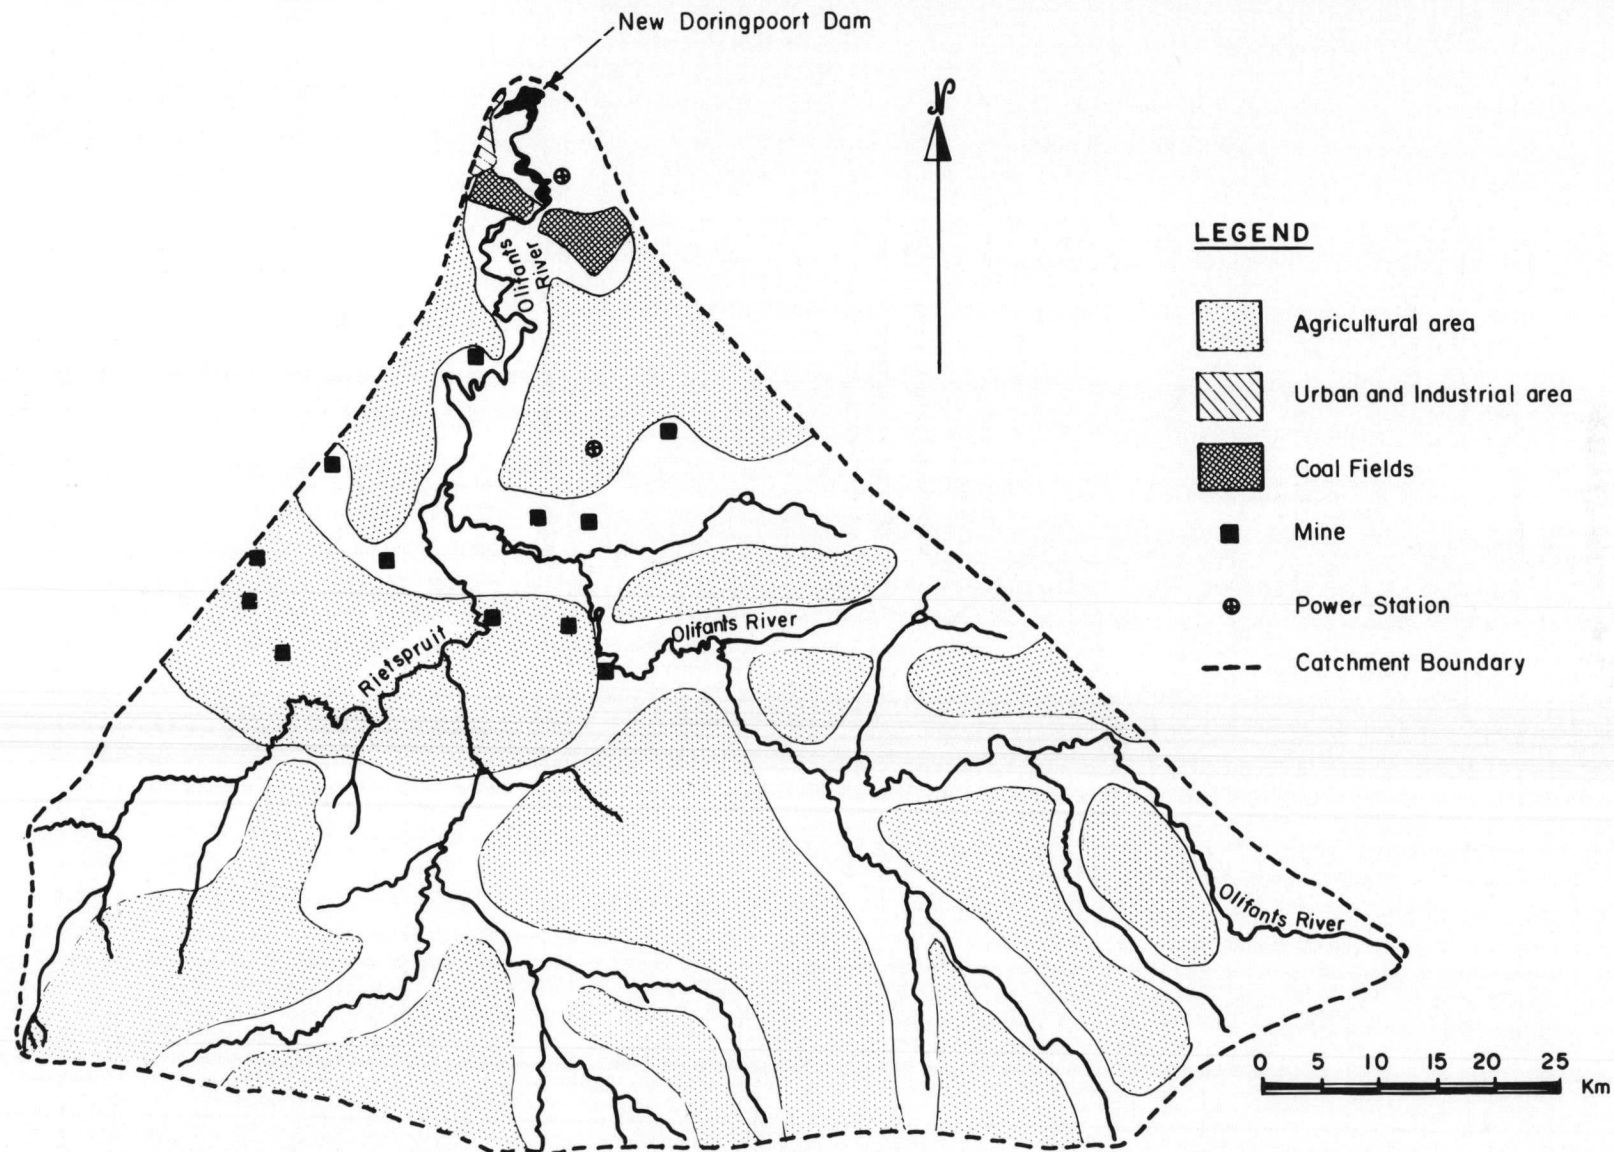 New Doringpoort Dam
N
LEGEND
Olifants
River
Agricultural area
Urban and Industrial area
Coal Fields
Mine
Power Station
Olifants River
Rietspruit
Catchment Boundary
Olifants River
0 5 10 15 20 25
Km